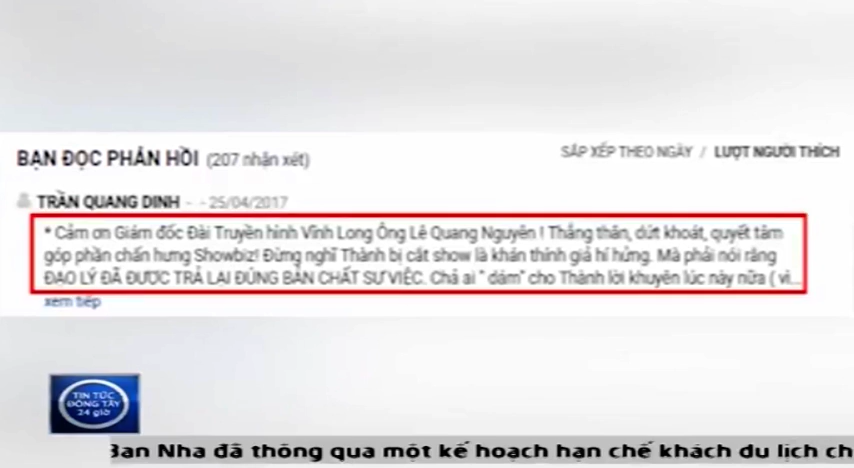 BẠN ĐỌC PHẢN HỒI (207 nhận xét)
SẮP XẾP THEO NGÀY / LƯỢT NGƯỜI THÍCH
TRẦN QUANG DINH - - 25/04/2017
* Cảm ơn Giám đốc Đài Truyền hình Vĩnh Long Ông Lê Quang Nguyên ! Thẳng thắn, dứt khoát, quyết tâm
góp phần chấn hưng Showbiz! Đừng nghĩ Thành bị cắt show là khán thính giả hí hửng. Mà phải nói rằng
ĐẠO LÝ ĐÃ ĐƯỢC TRẢ LẠI ĐÚNG BẢN CHẤT SỰ VIỆC. Chả ai " dám" cho Thành lời khuyên lúc này nữa ( vì...
xem tiếp
TIN TỨC
ĐÔNG TÂY
24 giờ
Ban Nha đã thông qua một kế hoạch hạn chế khách du lịch ch